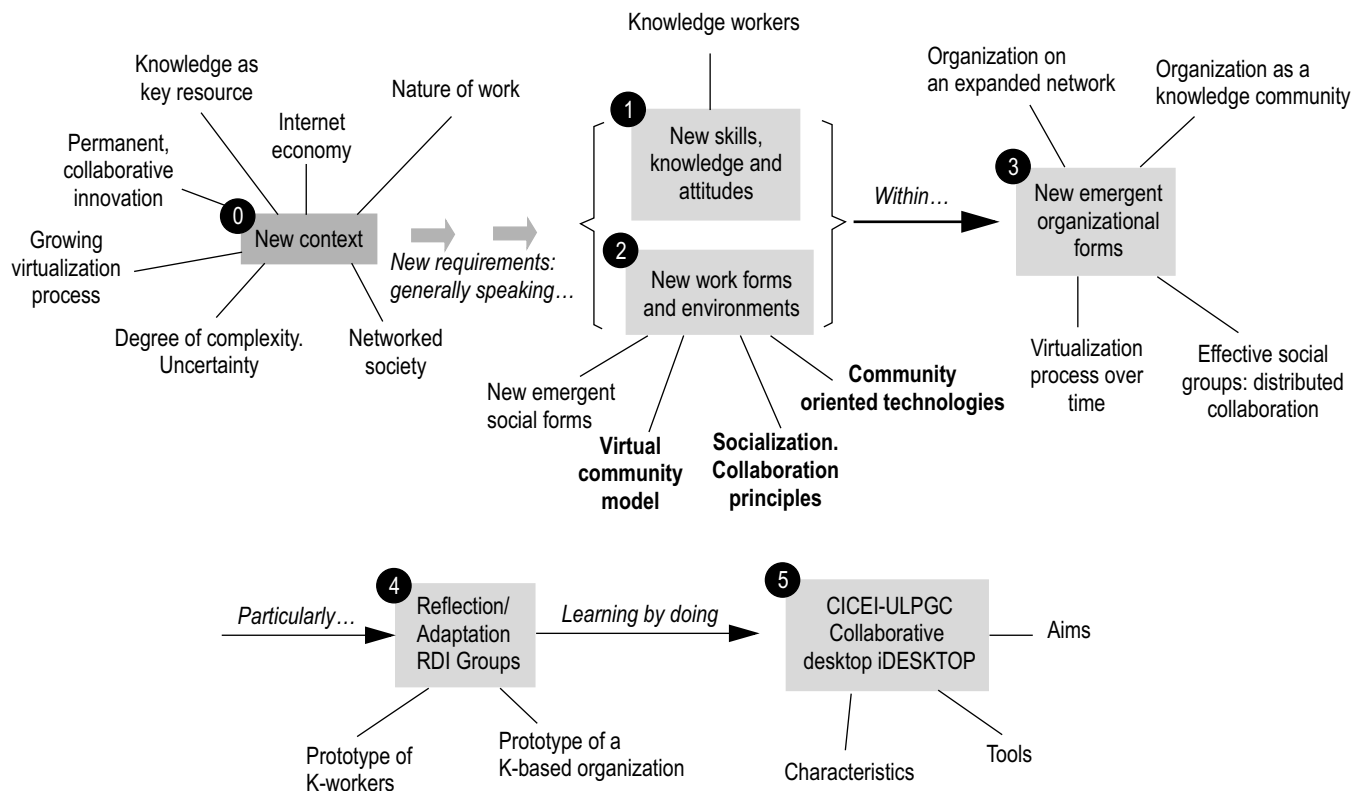 Knowledge workers
Knowledge as
key resource
Nature of work
Internet
economy
Permanent,
collaborative
innovation
0
New context
Growing
virtualization
process
Degree of complexity.
Uncertainty
Networked
society
New requirements:
generally speaking…
1
New skills,
knowledge and
attitudes
2
New work forms
and environments
New emergent
social forms
Virtual
community
model
Socialization.
Collaboration
principles
Community
oriented technologies
Within…
Organization on
an expanded network
Organization as a
knowledge community
3
New emergent
organizational
forms
Virtualization
process over
time
Effective social
groups: distributed
collaboration
Particularly…
4
Reflection/
Adaptation
RDI Groups
Prototype of
K-workers
Prototype of a
K-based organization
Learning by doing
5
CICEI-ULPGC
Collaborative
desktop iDESKTOP
Aims
Tools
Characteristics